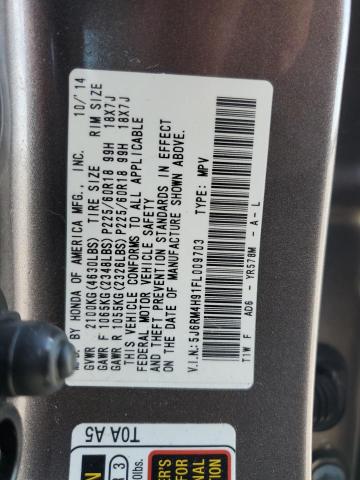 MFD. BY HONDA OF AMERICA MFG., INC. 10/'14
GVWR 2100KG(4630LBS) TIRE SIZE RIM SIZE
GAWR F 1065KG(2348LBS)P225/60R18 99H 18X7J
GAWR R 1055KG(2326LBS)P225/60R18 99H 18X7J
THIS VEHICLE CONFORMS TO ALL APPLICABLE
FEDERAL MOTOR VEHICLE SAFETY
AND THEFT PREVENTION STANDARDS IN EFFECT
ON THE DATE OF MANUFACTURE SHOWN ABOVE.
V.I.N.:5J6RM4H91FL009703 TYPE: MPV
T1W F AD6 - YR578M - A - L
T0A A5